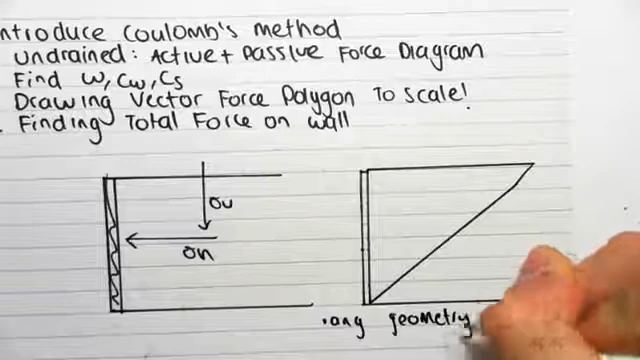 ntroduce Coulomb's method
Undrained: Active + Passive Force Diagram
Find W, Cw, Cs
Drawing Vector Force Polygon To scale!
Finding Total Force on wall
σv
σh
.any geometry